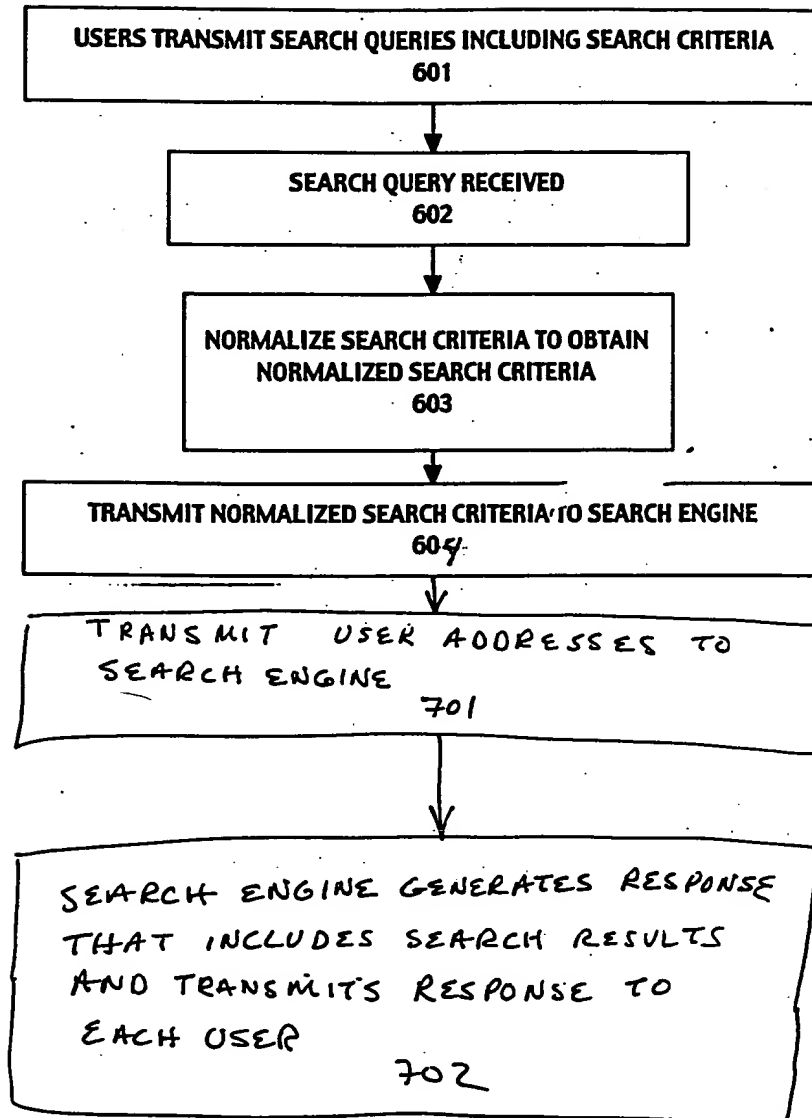 USERS TRANSMIT SEARCH QUERIES INCLUDING SEARCH CRITERIA
601
SEARCH QUERY RECEIVED
602
NORMALIZE SEARCH CRITERIA TO OBTAIN
NORMALIZED SEARCH CRITERIA
603
TRANSMIT NORMALIZED SEARCH CRITERIA TO SEARCH ENGINE
604
TRANSMIT USER ADDRESSES TO
SEARCH ENGINE
701
SEARCH ENGINE GENERATES RESPONSE
THAT INCLUDES SEARCH RESULTS
AND TRANSMITS RESPONSE TO
EACH USER
702